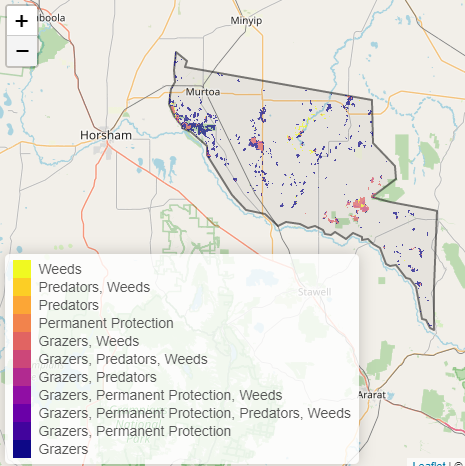 +
−
Minyip
Murtoa
Horsham
Weeds
Predators, Weeds
Predators
Permanent Protection
Grazers, Weeds
Grazers, Predators, Weeds
Grazers, Predators
Grazers, Permanent Protection, Weeds
Grazers, Permanent Protection, Predators, Weeds
Grazers, Permanent Protection
Grazers
Stawell
Ararat
Leaflet | ©